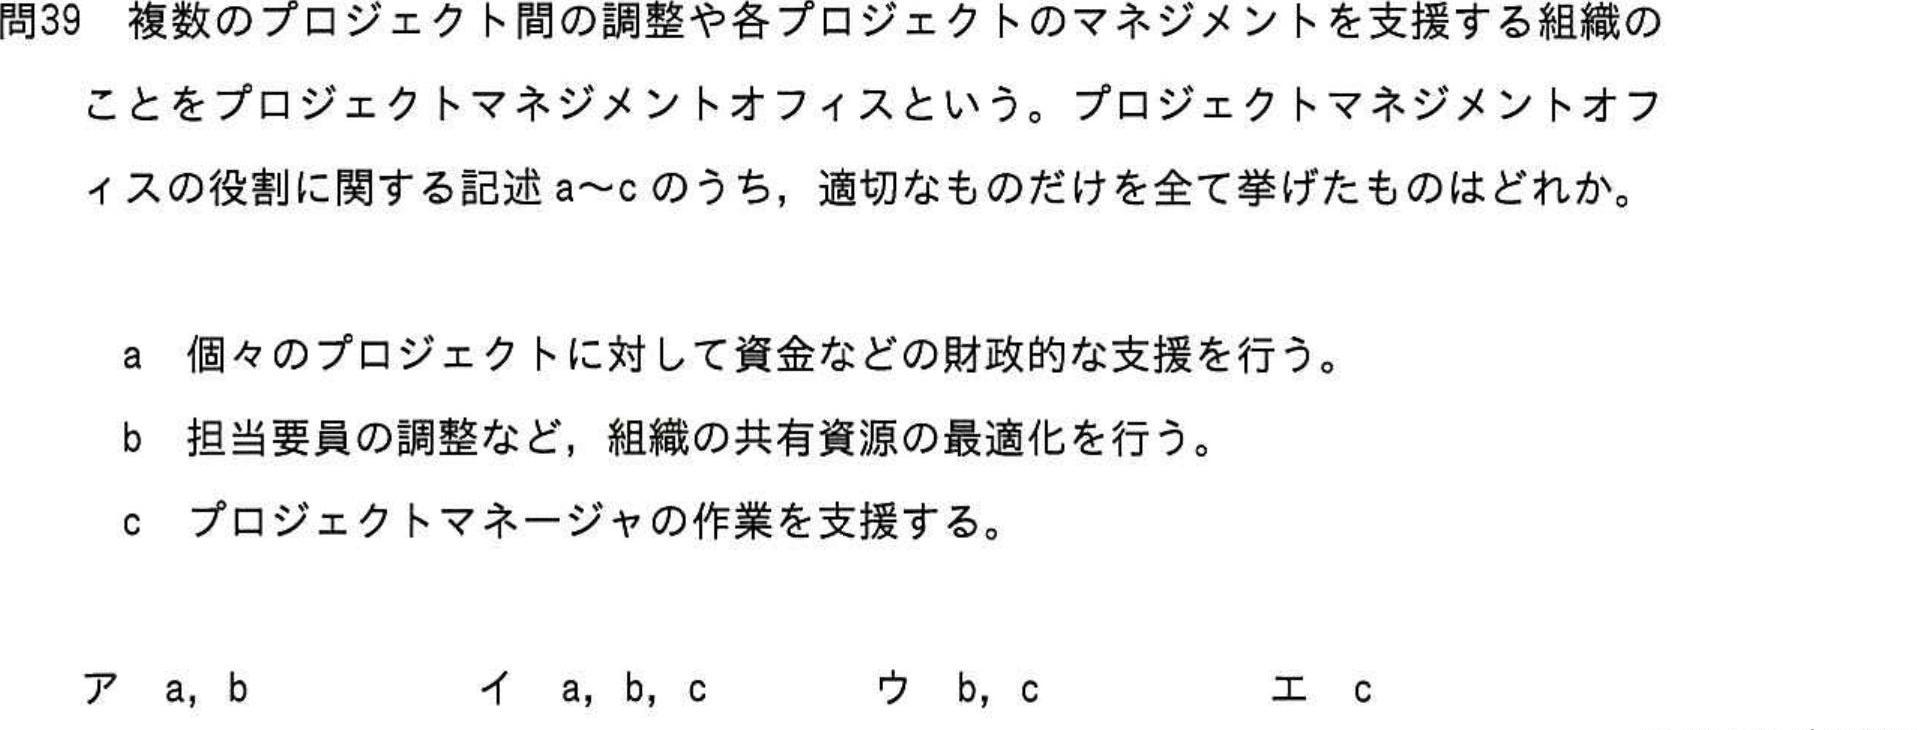 問39 複数のプロジェクト間の調整や各プロジェクトのマネジメントを支援する組織の
ことをプロジェクトマネジメントオフィスという。プロジェクトマネジメントオフ
ィスの役割に関する記述 a～c のうち，適切なものだけを全て挙げたものはどれか。
a 個々のプロジェクトに対して資金などの財政的な支援を行う。
b 担当要員の調整など，組織の共有資源の最適化を行う。
c プロジェクトマネージャの作業を支援する。
ア a，b イ a，b，c ウ b，c エ c